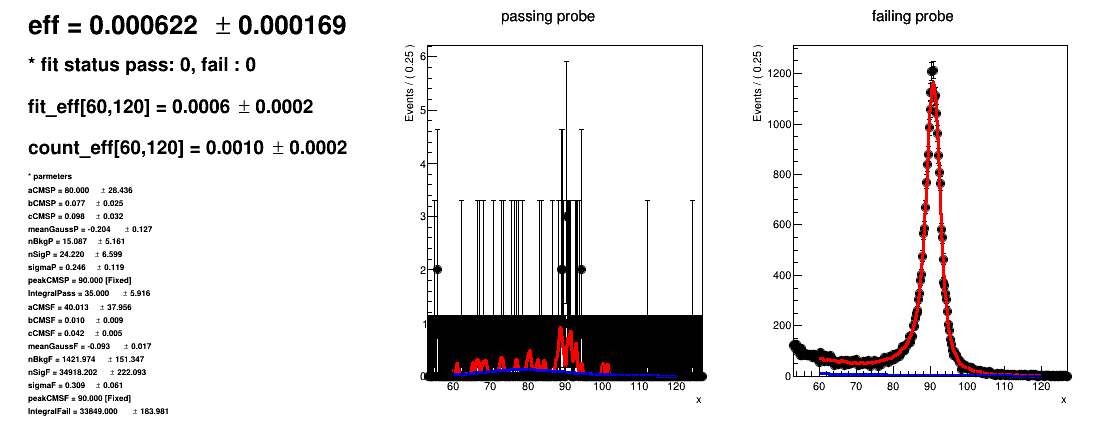 eff = 0.000622 ± 0.000169
* fit status pass: 0, fail : 0
fit_eff[60,120] = 0.0006 ± 0.0002
count_eff[60,120] = 0.0010 ± 0.0002
* parmeters
aCMSP = 80.000 ± 28.436
bCMSP = 0.077 ± 0.025
cCMSP = 0.098 ± 0.032
meanGaussP = -0.204 ± 0.127
nBkgP = 15.087 ± 5.161
nSigP = 24.220 ± 6.599
sigmaP = 0.246 ± 0.119
peakCMSP = 90.000 [Fixed]
IntegralPass = 35.000 ± 5.916
aCMSF = 40.013 ± 37.956
bCMSF = 0.010 ± 0.009
cCMSF = 0.042 ± 0.005
meanGaussF = -0.093 ± 0.017
nBkgF = 1421.974 ± 151.347
nSigF = 34918.202 ± 222.093
sigmaF = 0.309 ± 0.061
peakCMSF = 90.000 [Fixed]
IntegralFail = 33849.000 ± 183.981
passing probe
Events / ( 0.25 )
6
5
4
3
2
1
0
60 70 80 90 100 110 120
x
failing probe
Events / ( 0.25 )
1200
1000
800
600
400
200
0
60 70 80 90 100 110 120
x